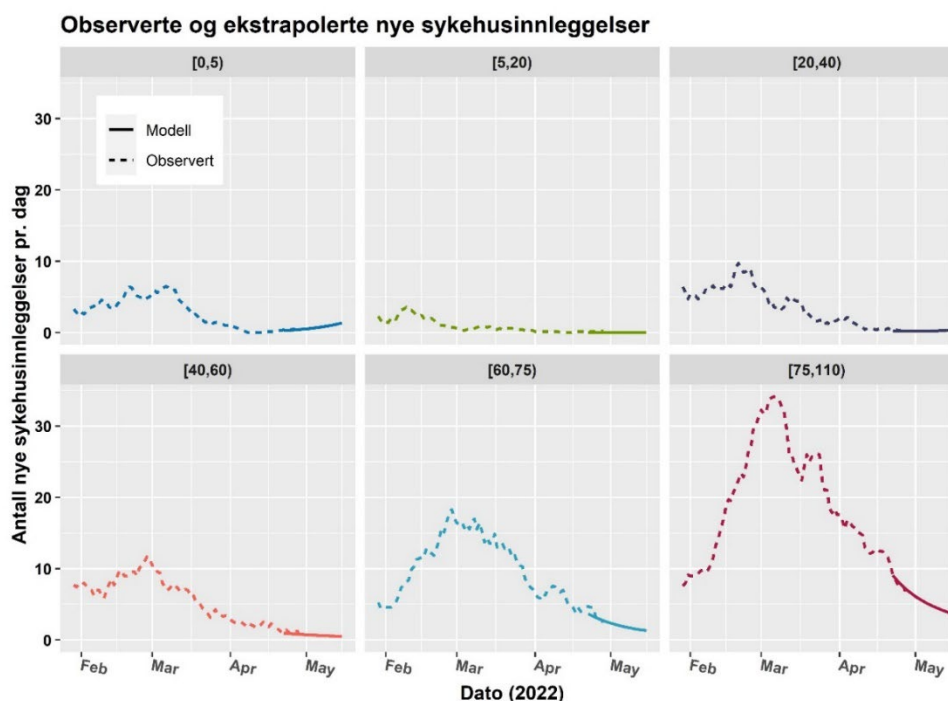 Observerte og ekstrapolerte nye sykehusinnleggelser
[0,5)
[5,20)
[20,40)
Modell
Observert
30
20
10
0
[40,60)
[60,75)
[75,110)
30
20
10
0
Antall nye sykehusinnleggelser pr. dag
Feb Mar Apr May
Feb Mar Apr May
Feb Mar Apr May
Dato (2022)